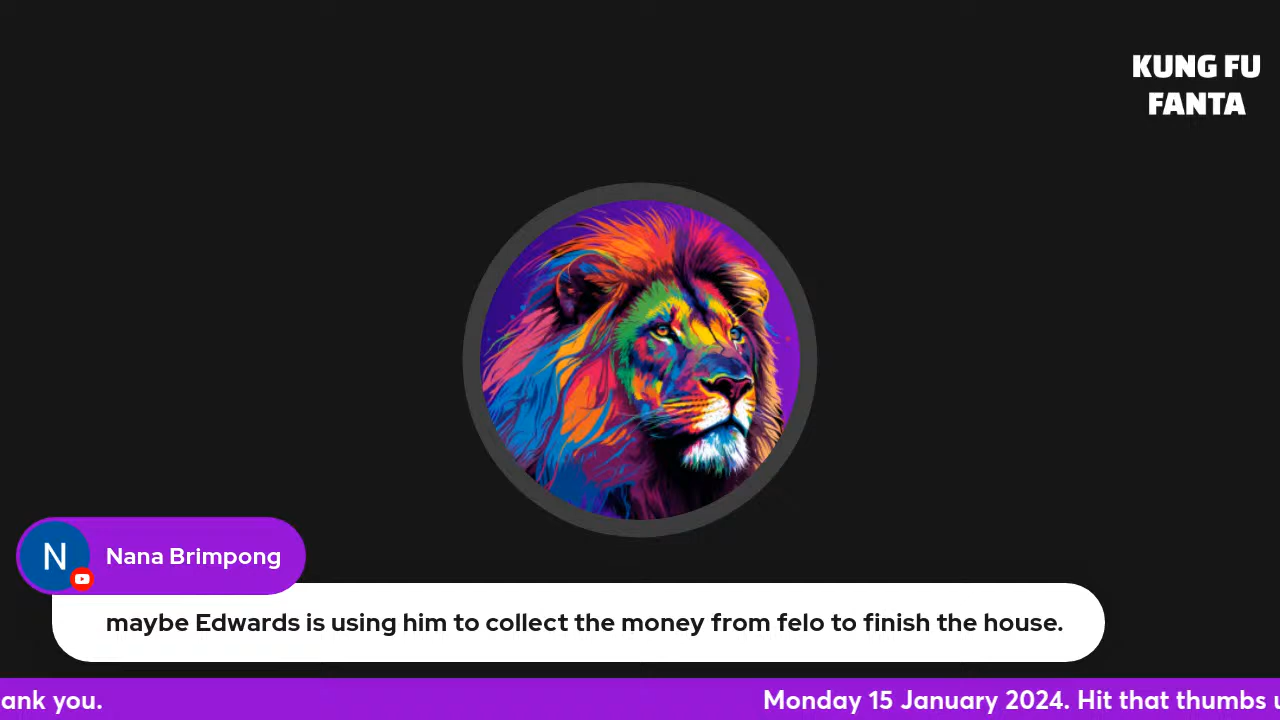 KUNG FU
FANTA
N
Nana Brimpong
maybe Edwards is using him to collect the money from felo to finish the house.
ank you.
Monday 15 January 2024. Hit that thumbs